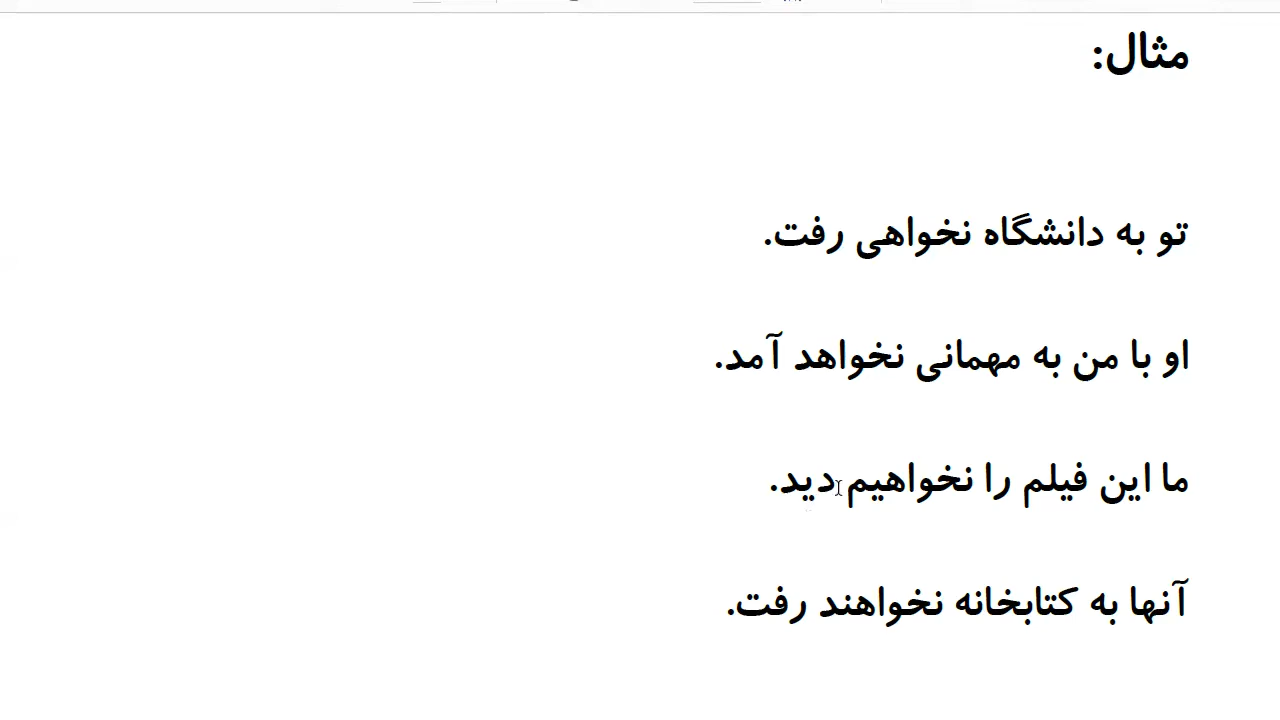 مثال:
تو به دانشگاه نخواهی رفت.
او با من به مهمانی نخواهد آمد.
ما این فیلم را نخواهیم دید.
آنها به کتابخانه نخواهند رفت.